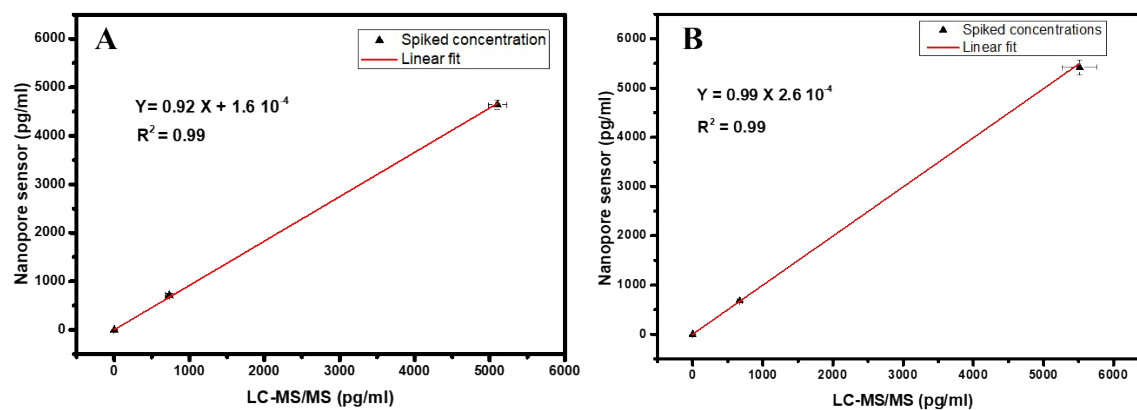 A
Spiked concentration
Linear fit
Y= 0.92 X + 1.6 10⁻⁴
R² = 0.99
Nanopore sensor (pg/ml)
6000
5000
4000
3000
2000
1000
0
0 1000 2000 3000 4000 5000 6000
LC-MS/MS (pg/ml)
B
Spiked concentrations
Linear fit
Y = 0.99 X 2.6 10⁻⁴
R² = 0.99
Nanopore sensor (pg/ml)
6000
5000
4000
3000
2000
1000
0
0 1000 2000 3000 4000 5000 6000
LC-MS/MS (pg/ml)